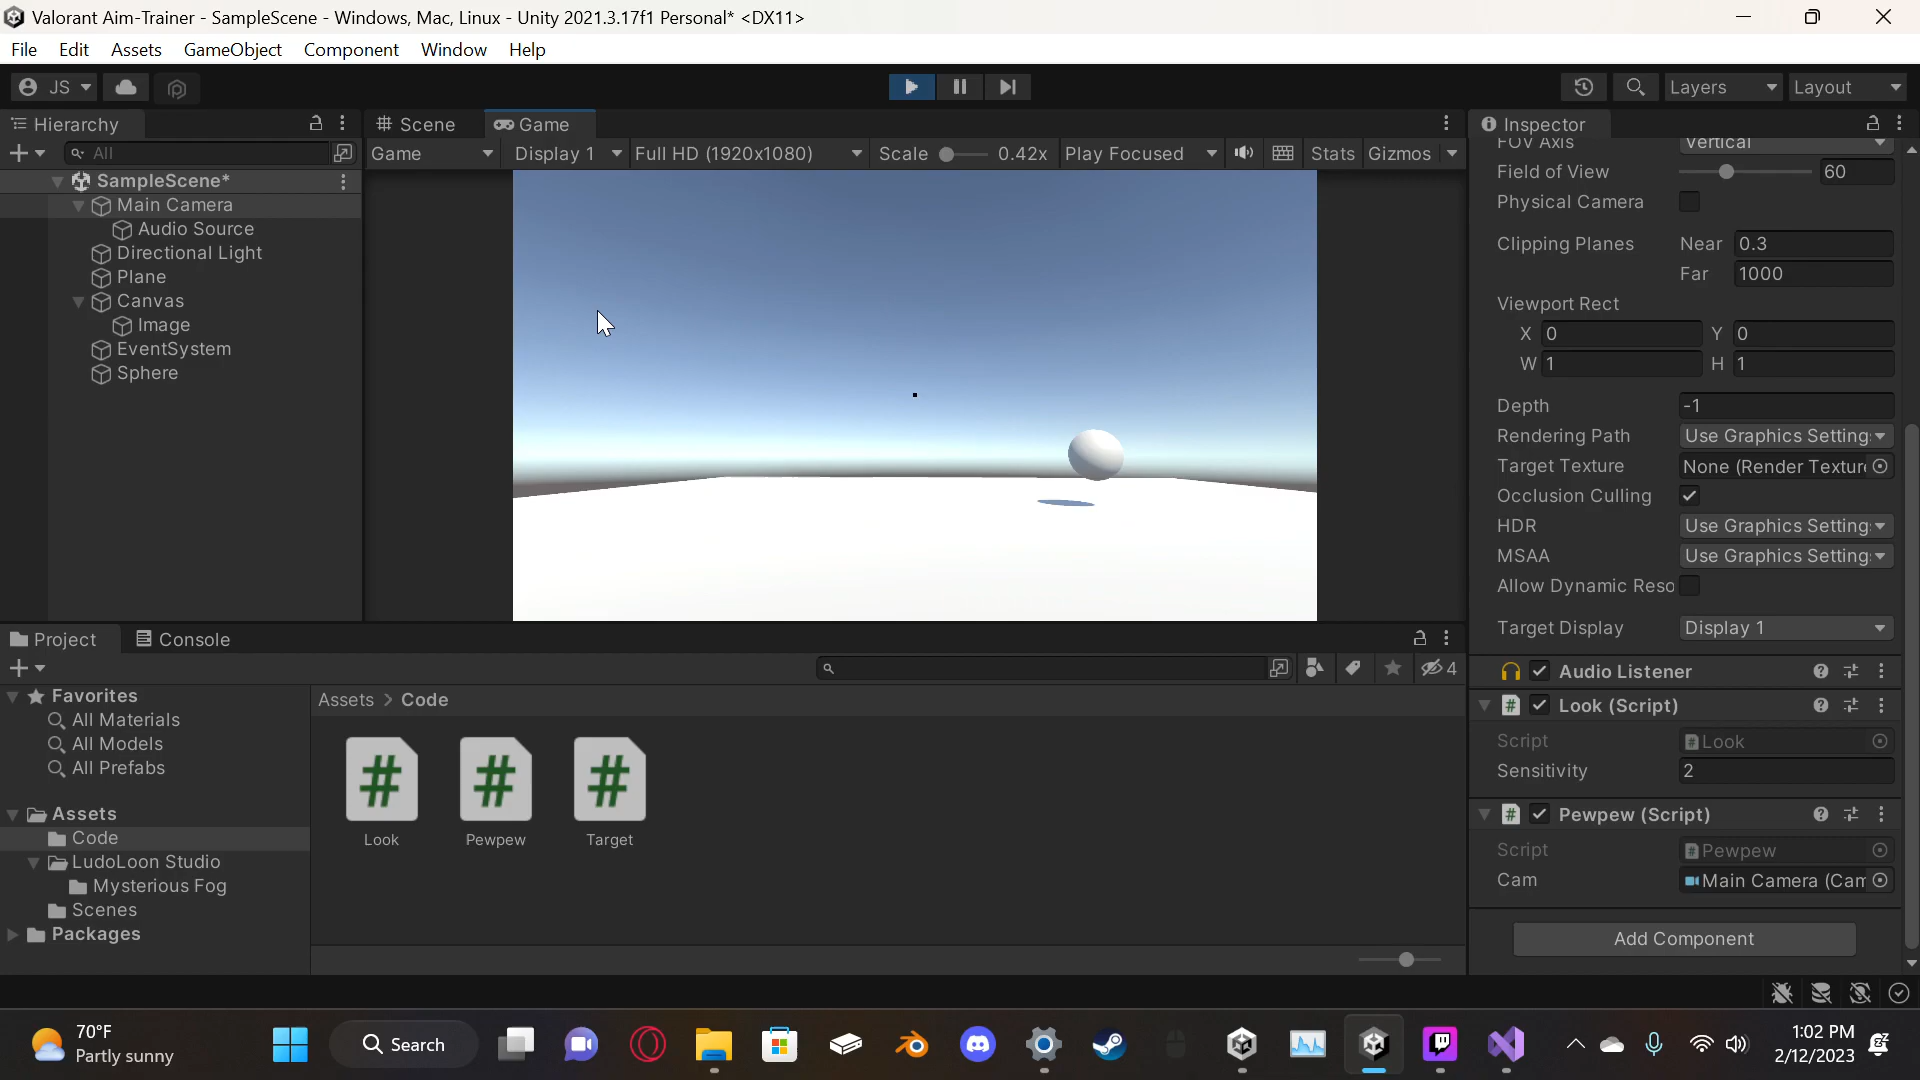 Valorant Aim-Trainer - SampleScene - Windows, Mac, Linux - Unity 2021.3.17f1 Personal* <DX11>
File Edit Assets GameObject Component Window Help
JS Layers Layout
Hierarchy
All
SampleScene*
Main Camera
Audio Source
Directional Light
Plane
Canvas
Image
EventSystem
Sphere
Scene Game
Game Display 1 Full HD (1920x1080) Scale 0.42x Play Focused Stats Gizmos
Inspector
FOV Axis Vertical
Field of View 60
Physical Camera
Clipping Planes Near 0.3
Far 1000
Viewport Rect
X 0 Y 0
W 1 H 1
Depth -1
Rendering Path Use Graphics Setting
Target Texture None (Render Texture
Occlusion Culling
HDR Use Graphics Setting
MSAA Use Graphics Setting
Allow Dynamic Reso
Target Display Display 1
Audio Listener
Look (Script)
Script Look
Sensitivity 2
Pewpew (Script)
Script Pewpew
Cam Main Camera (Cam
Add Component
Project Console
4
Favorites
All Materials
All Models
All Prefabs
Assets
Code
LudoLoon Studio
Mysterious Fog
Scenes
Packages
Assets > Code
Look Pewpew Target
70°F
Partly sunny
Search
1:02 PM
2/12/2023